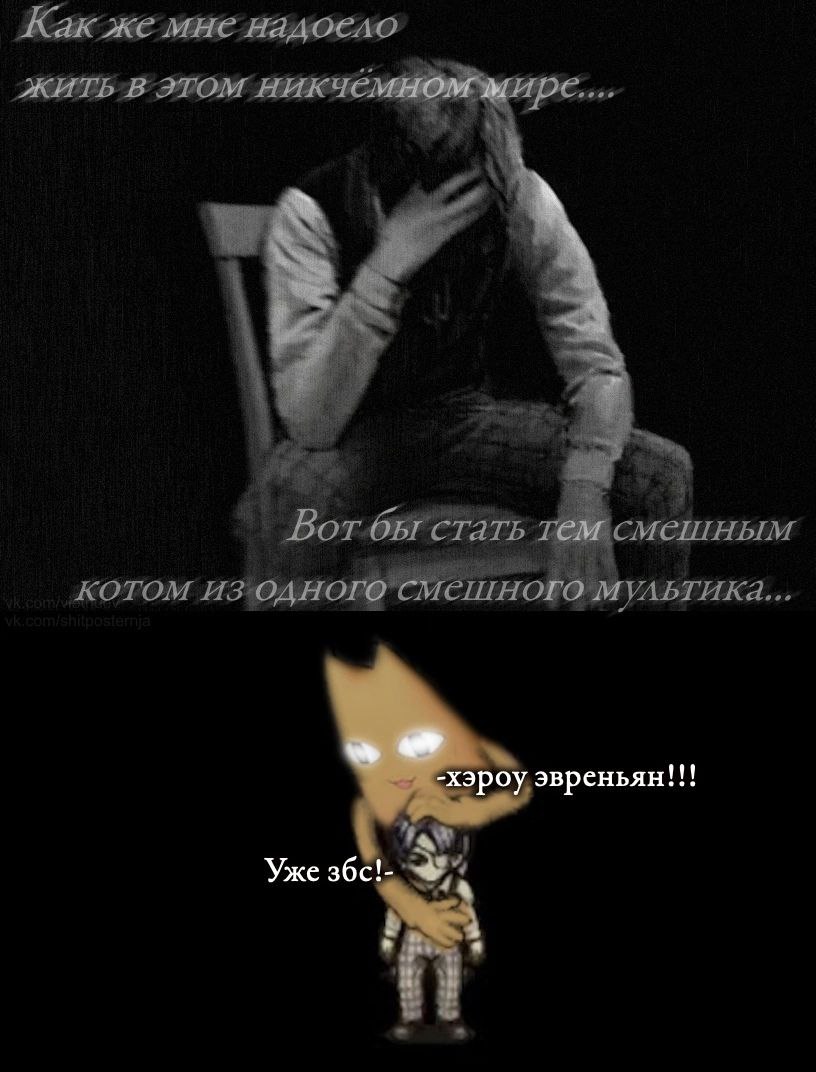 Как же мне надоело
жить в этом никчёмном мире....
Вот бы стать тем смешным
котом из одного смешного мультика...
vk.com/shitposternja
-хэроу эвреньян!!!
Уже збс!-